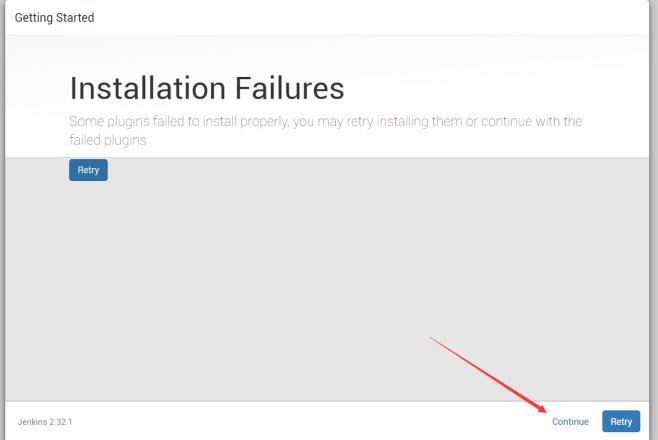 Getting Started
Installation Failures
Some plugins failed to install properly, you may retry installing them or continue with the
failed plugins
Retry
Jenkins 2.32.1
Continue
Retry